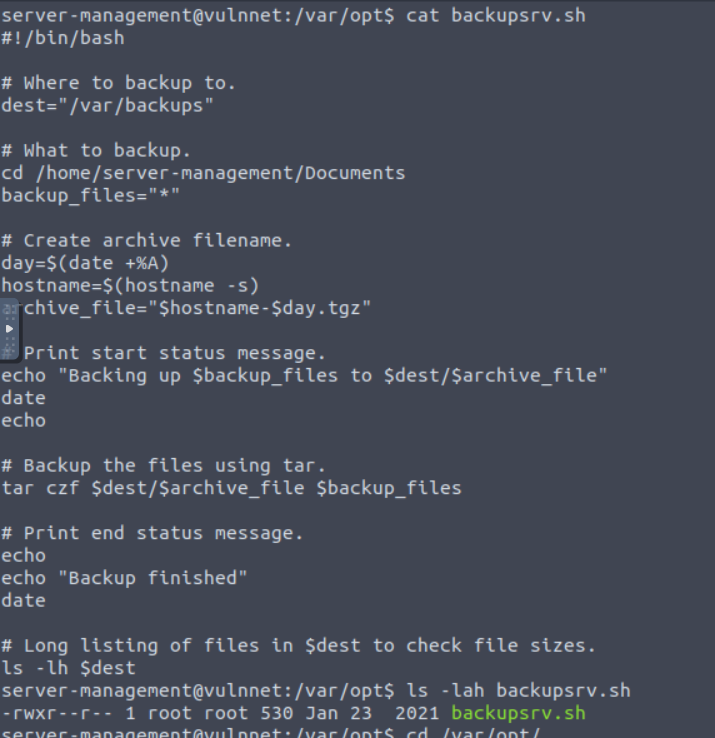 server-management@vulnnet:/var/opt$ cat backupsrv.sh
#!/bin/bash
# Where to backup to.
dest="/var/backups"
# What to backup.
cd /home/server-management/Documents
backup_files="*"
# Create archive filename.
day=$(date +%A)
hostname=$(hostname -s)
archive_file="$hostname-$day.tgz"
# Print start status message.
echo "Backing up $backup_files to $dest/$archive_file"
date
echo
# Backup the files using tar.
tar czf $dest/$archive_file $backup_files
# Print end status message.
echo
echo "Backup finished"
date
# Long listing of files in $dest to check file sizes.
ls -lh $dest
server-management@vulnnet:/var/opt$ ls -lah backupsrv.sh
-rwxr--r-- 1 root root 530 Jan 23  2021 backupsrv.sh
server-management@vulnnet:/var/opt$ cd /var/opt/